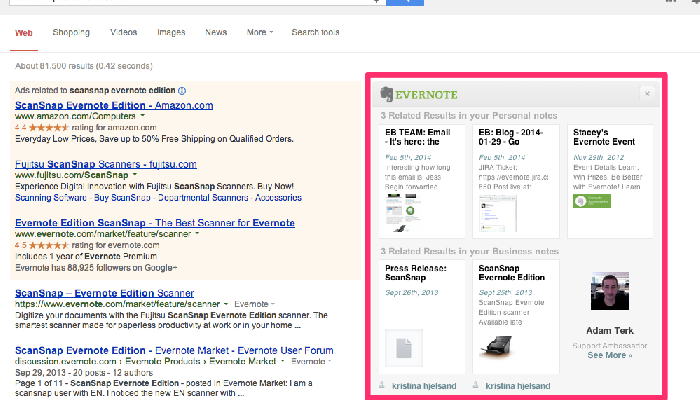 Web Shopping Videos Images News More Search tools
About 81,500 results (0.42 seconds)
Ads related to scansnap evernote edition
ScanSnap Evernote Edition - Amazon.com
www.amazon.com/Computers
4.4 ★★★★★ rating for amazon.com
Everyday Low Prices, Save up to 50% Free Shipping on Qualified Orders.
Fujitsu ScanSnap Scanners - fujitsu.com
www.fujitsu.com/ScanSnap
Experience Digital Innovation with Fujitsu ScanSnap Scanners. Buy Now!
Scanning Software - Buy ScanSnap - Departmental Scanners - Accessories
Evernote Edition ScanSnap - The Best Scanner for Evernote
www.evernote.com/market/feature/scanner
4.5 ★★★★★ rating for evernote.com
Includes 1 year of Evernote Premium
Evernote has 88,925 followers on Google+
ScanSnap – Evernote Edition Scanner
https://www.evernote.com/market/feature/scanner Evernote
Digitize your documents with the Fujitsu ScanSnap Evernote Edition scanner. The
smartest scanner made for paperless productivity at work or in your home ...
ScanSnap Evernote Edition - Evernote Market - Evernote User Forum
discussion.evernote.com › Evernote Products › Evernote Market Evernote
Sep 29, 2013 - 20 posts - 12 authors
Page 1 of 11 - ScanSnap Evernote Edition - posted in Evernote Market: I am a
scansnap user with EN. I noticed the new EN scanner with ...
EVERNOTE
3 Related Results in your Personal notes
EB TEAM: Email
- It's here: the
Feb 5th, 2014
Interesting how long
this email is. Jess
Begin forwarded
EB: Blog - 2014-
01-29 - Go
Feb 5th, 2014
JIRA Ticket:
https://evernote.jira.c
Post live at:
Stacey's
Evernote Event
Nov 29th, 2012
Event Details Learn.
Win Prizes. Be Better
with Evernote! Learn
3 Related Results in your Business notes
Press Release:
ScanSnap
Sept 26th, 2013
kristina hjelsand
ScanSnap
Evernote Edition
Sept 25th, 2013
ScanSnap Evernote
Edition scanner
Available late
kristina hjelsand
Adam Terk
Support Ambassador
See More »